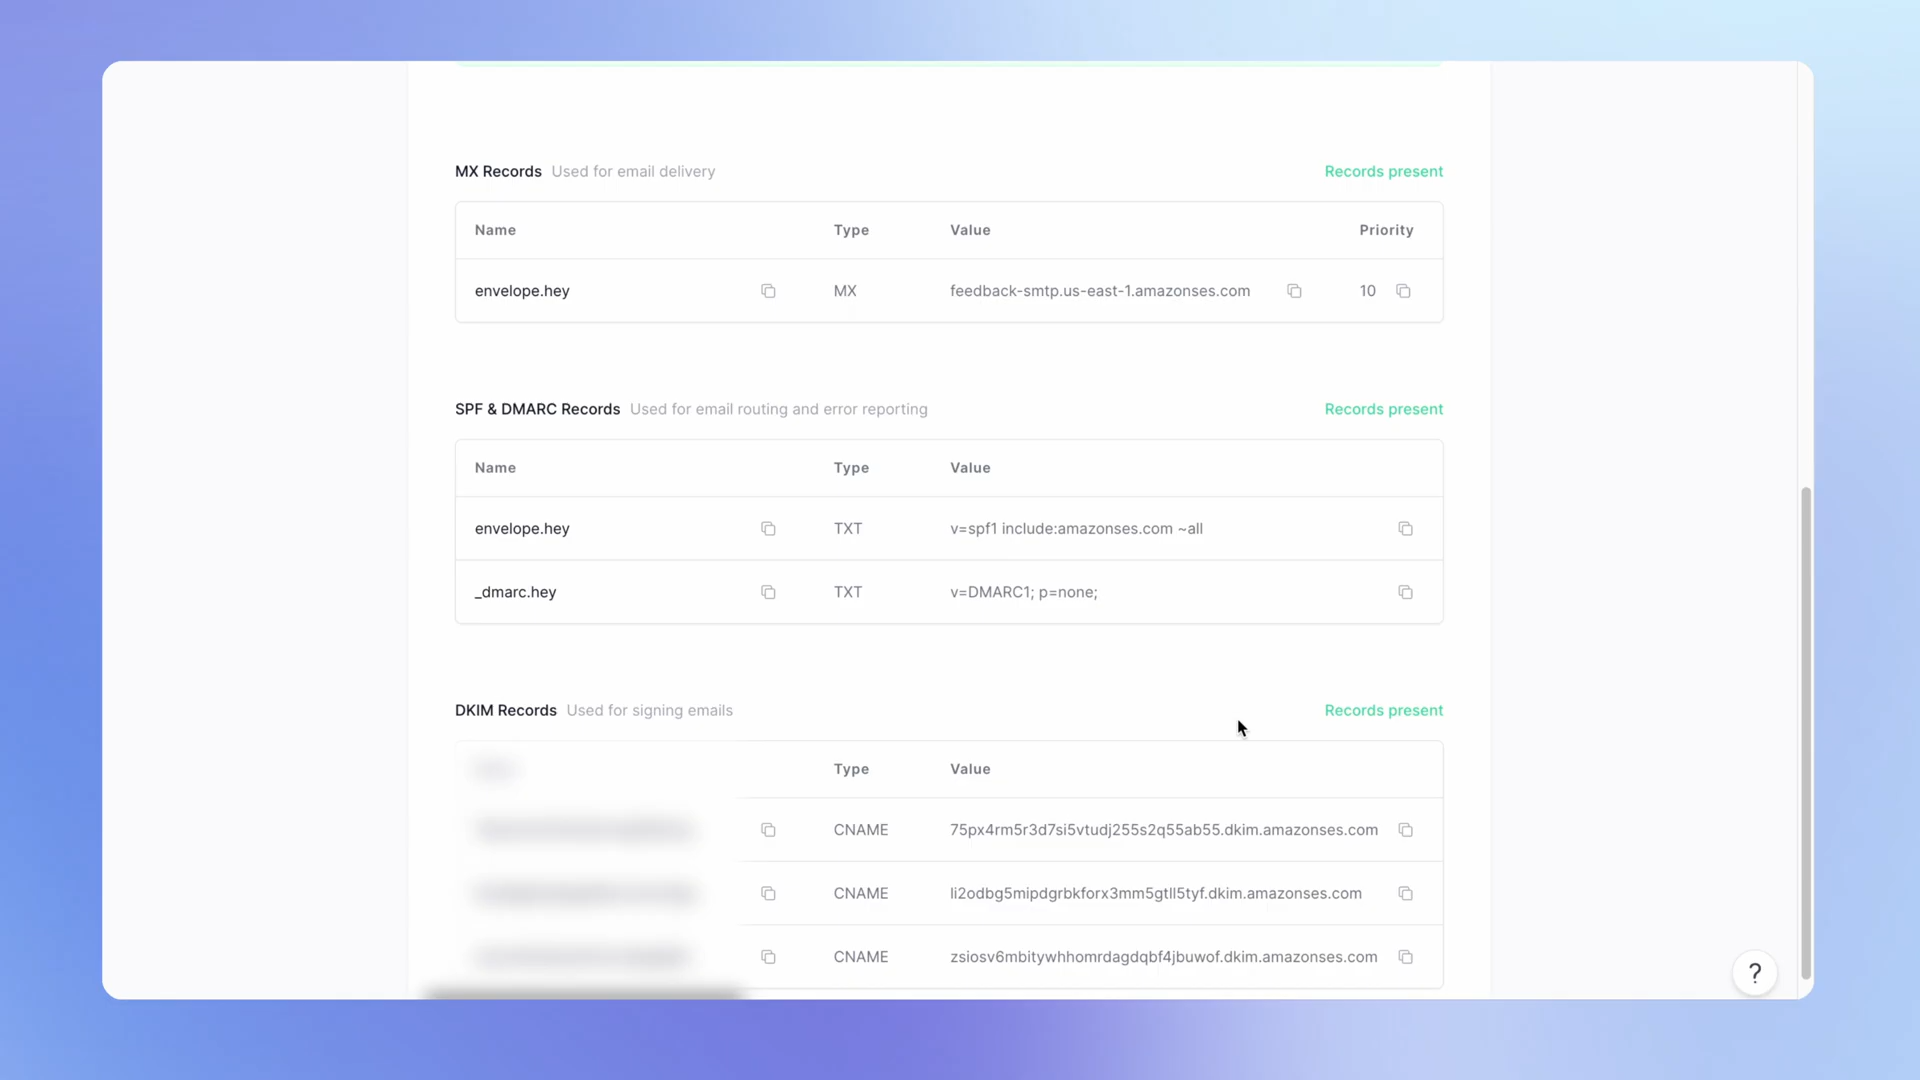 MX Records Used for email delivery Records present
Name Type Value Priority
envelope.hey MX feedback-smtp.us-east-1.amazonses.com 10
SPF & DMARC Records Used for email routing and error reporting Records present
Name Type Value
envelope.hey TXT v=spf1 include:amazonses.com ~all
_dmarc.hey TXT v=DMARC1; p=none;
DKIM Records Used for signing emails Records present
Type Value
CNAME 75px4rm5r3d7si5vtudj255s2q55ab55.dkim.amazonses.com
CNAME li2odbg5mipdgrbkforx3mm5gtll5tyf.dkim.amazonses.com
CNAME zsiosv6mbitywhhomrdagdqbf4jbuwof.dkim.amazonses.com
?